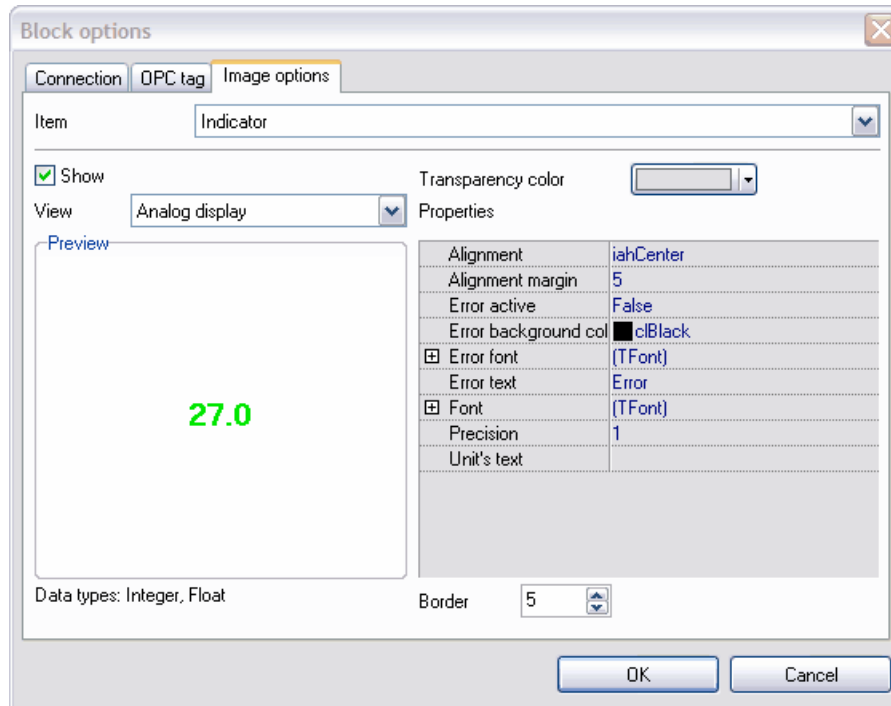 Block options
Connection OPC tag Image options
Item Indicator
Show Transparency color
View Analog display Properties
Preview
Alignment iahCenter
Alignment margin 5
Error active False
Error background col clBlack
Error font (TFont)
Error text Error
Font (TFont)
Precision 1
Unit's text
27.0
Data types: Integer, Float
Border 5
OK Cancel